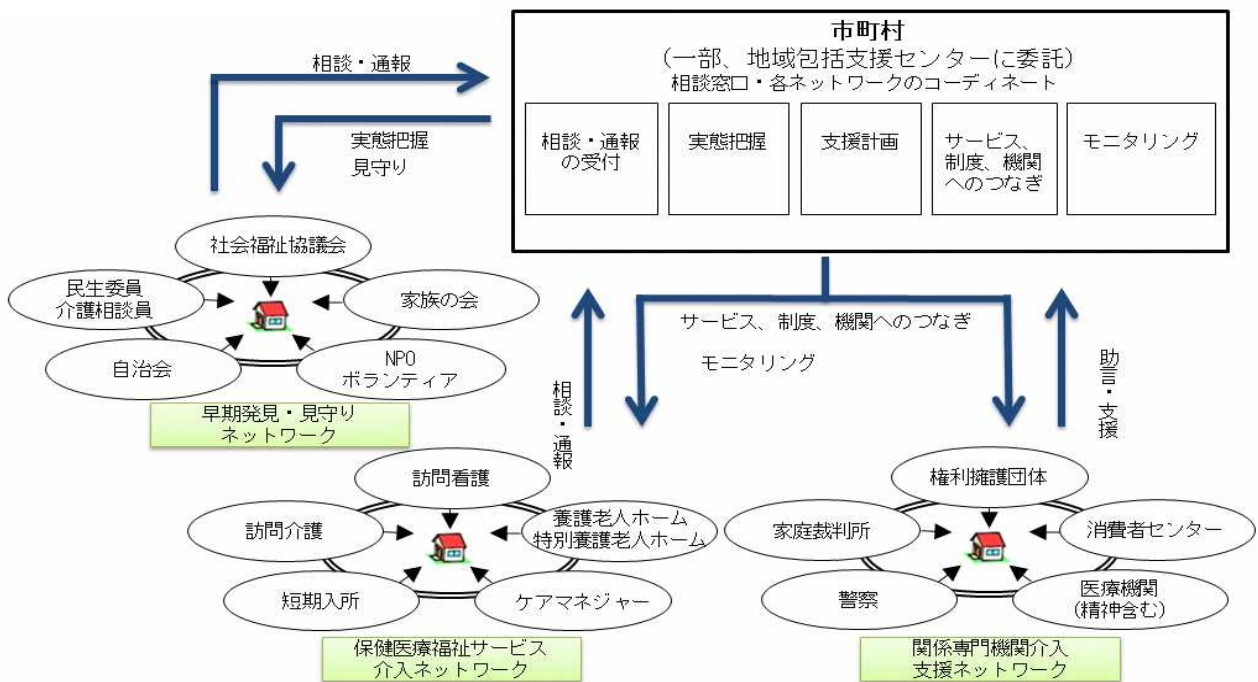 市町村
(一部、地域包括支援センターに委託)
相談窓口・各ネットワークのコーディネート
相談・通報
の受付
実態把握
支援計画
サービス、
制度、機関
へのつなぎ
モニタリング
相談・通報
実態把握
見守り
社会福祉協議会
民生委員
介護相談員
家族の会
自治会
NPO
ボランティア
早期発見・見守り
ネットワーク
サービス、制度、機関へのつなぎ
モニタリング
相談・通報
助言・支援
訪問看護
訪問介護
養護老人ホーム
特別養護老人ホーム
短期入所
ケアマネジャー
保健医療福祉サービス
介入ネットワーク
権利擁護団体
家庭裁判所
消費者センター
警察
医療機関
(精神含む)
関係専門機関介入
支援ネットワーク